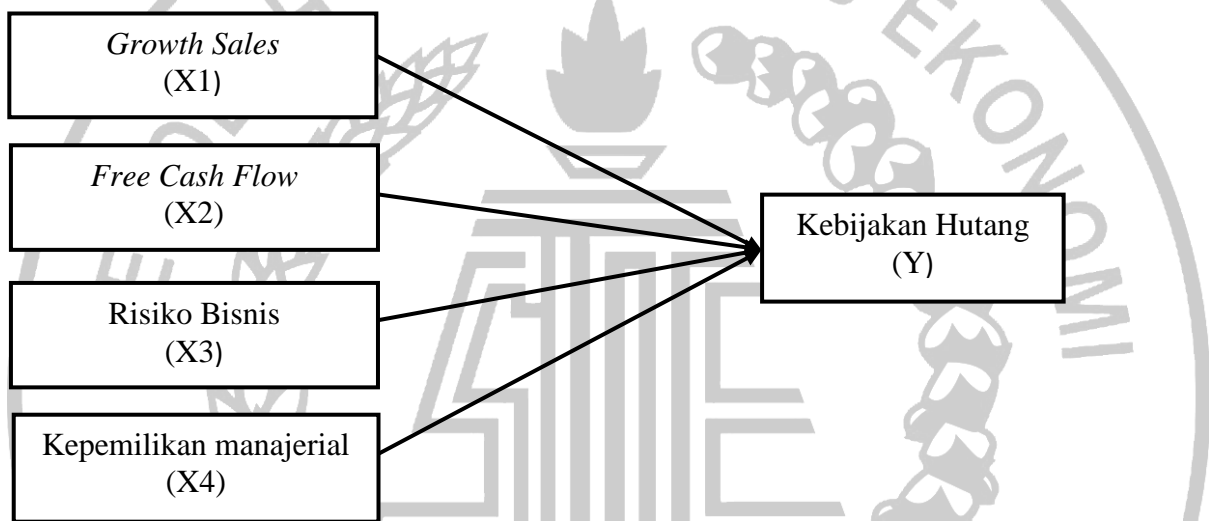 Growth Sales
(X1)
Free Cash Flow
(X2)
Risiko Bisnis
(X3)
Kepemilikan manajerial
(X4)
Kebijakan Hutang
(Y)
EKONOMI